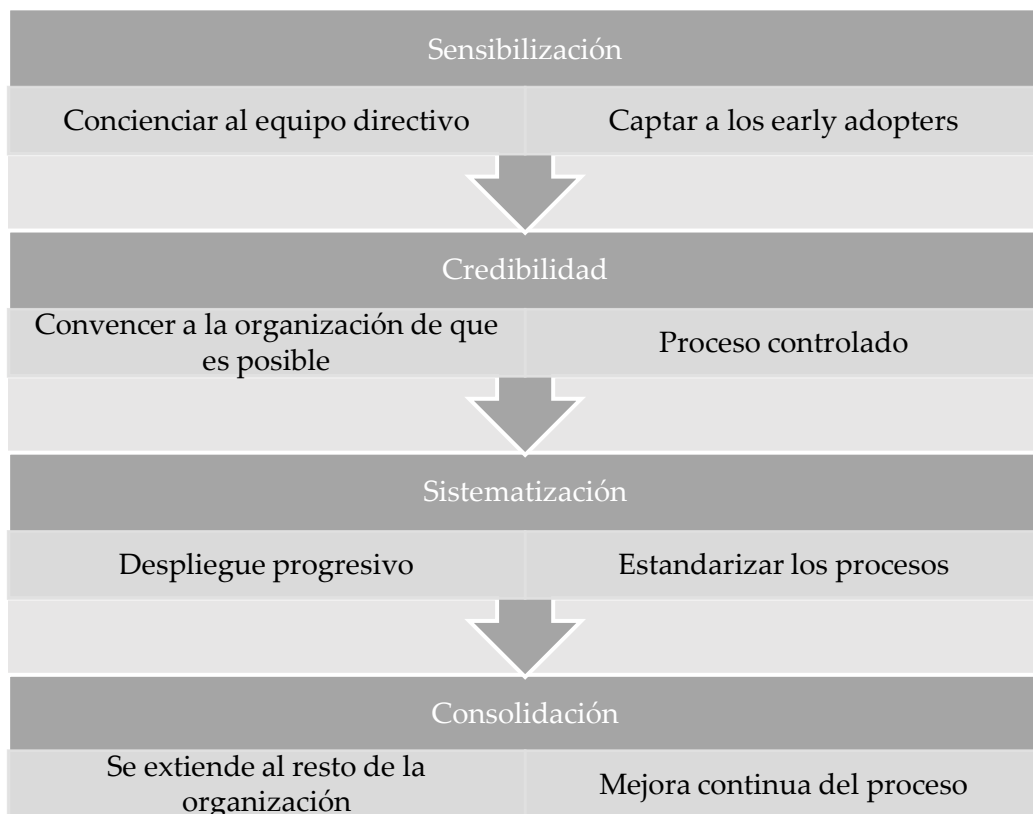 Sensibilización
Concienciar al equipo directivo
Captar a los early adopters
Credibilidad
Convencer a la organización de que
es posible
Proceso controlado
Sistematización
Despliegue progresivo
Estandarizar los procesos
Consolidación
Se extiende al resto de la
organización
Mejora continua del proceso